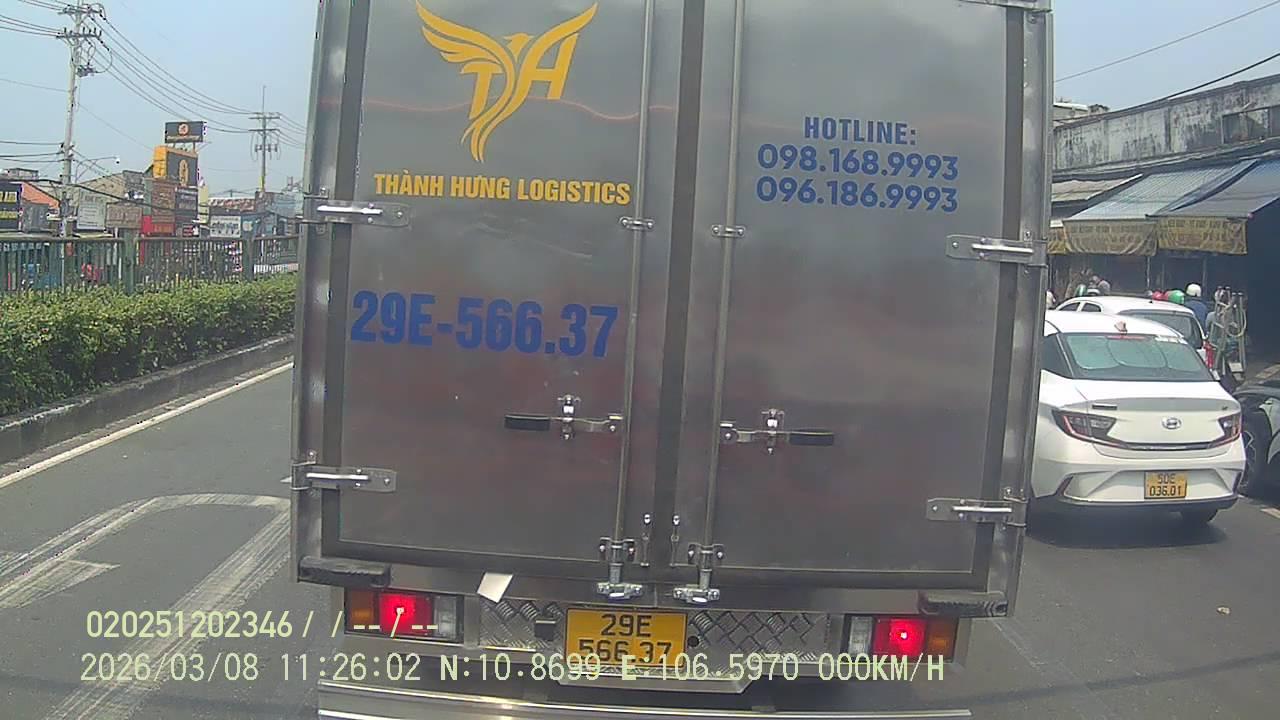 TA
THÀNH HƯNG LOGISTICS
HOTLINE:
098.168.9993
096.186.9993
29E-566.37
50E
036.01
29E
566.37
020251202346 / / -- / --
2026/03/08 11:26:02 N:10.8699 E:106.5970 000KM/H